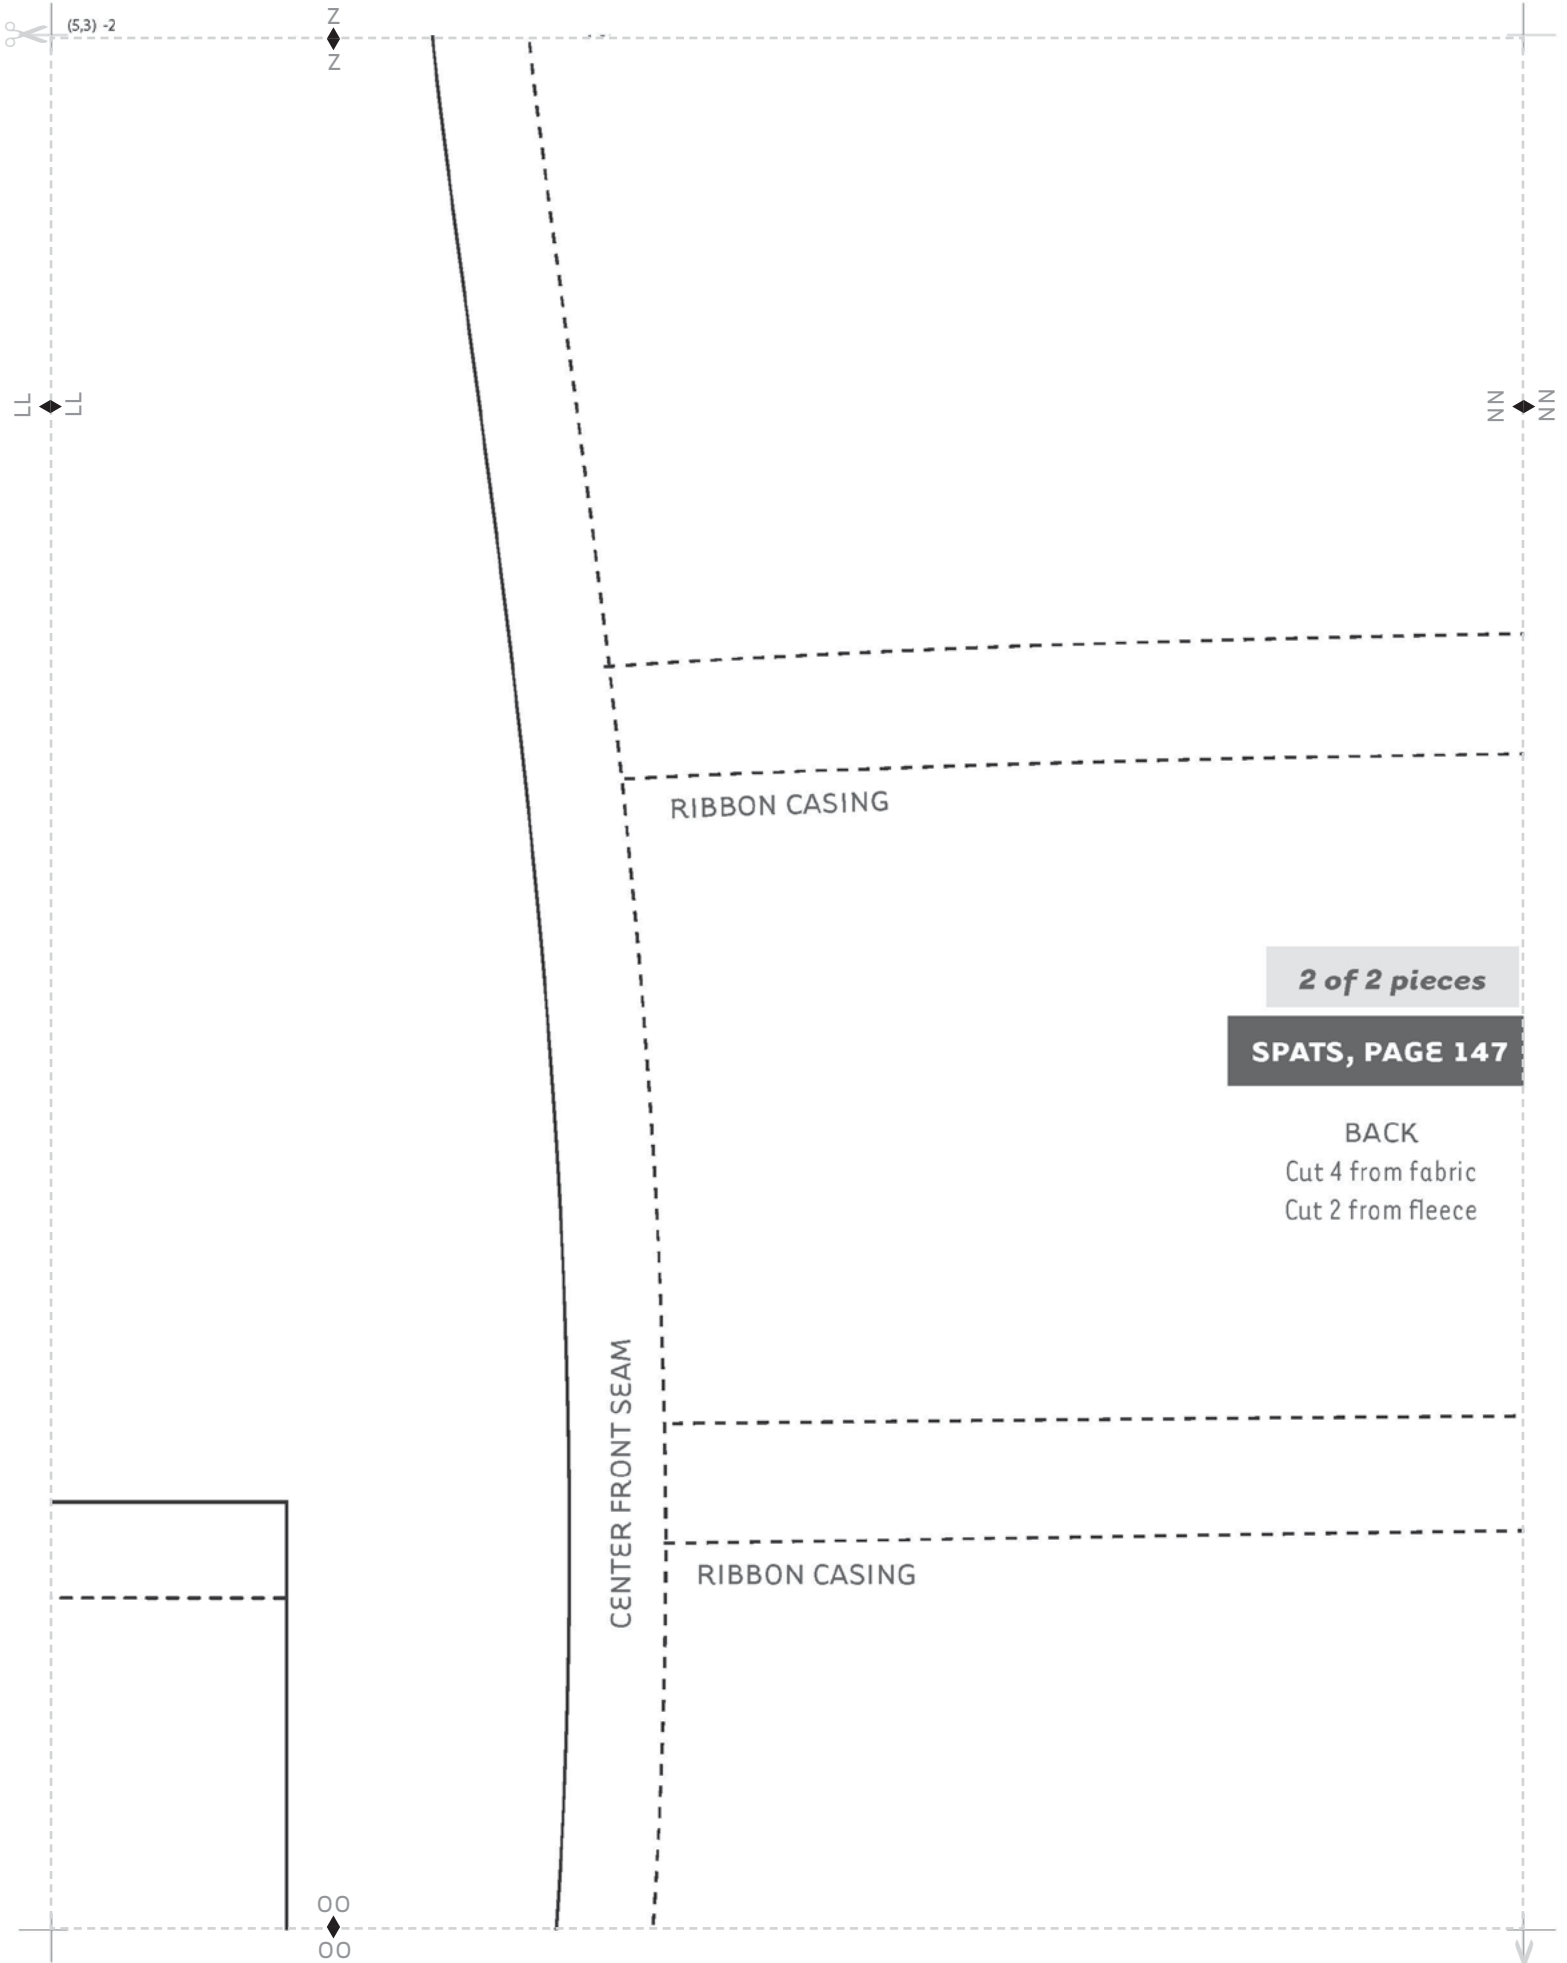 (5,3) -2
Z
Z
LL
LL
NN
NN
RIBBON CASING
2 of 2 pieces
SPATS, PAGE 147
BACK
Cut 4 from fabric
Cut 2 from fleece
CENTER FRONT SEAM
RIBBON CASING
OO
OO